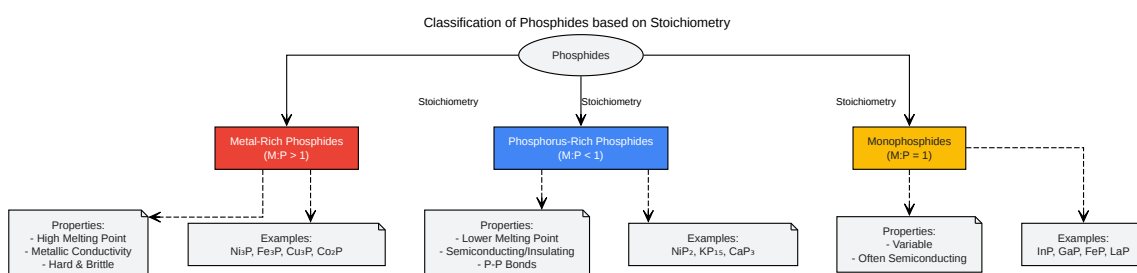 Classification of Phosphides based on Stoichiometry
Phosphides
Stoichiometry
Stoichiometry
Stoichiometry
Metal-Rich Phosphides
(M:P > 1)
Phosphorus-Rich Phosphides
(M:P < 1)
Monophosphides
(M:P = 1)
Properties:
- High Melting Point
- Metallic Conductivity
- Hard & Brittle
Examples:
Ni₃P, Fe₃P, Cu₃P, Co₂P
Properties:
- Lower Melting Point
- Semiconducting/Insulating
- P-P Bonds
Examples:
NiP₂, KP₁₅, CaP₃
Properties:
- Variable
- Often Semiconducting
Examples:
InP, GaP, FeP, LaP